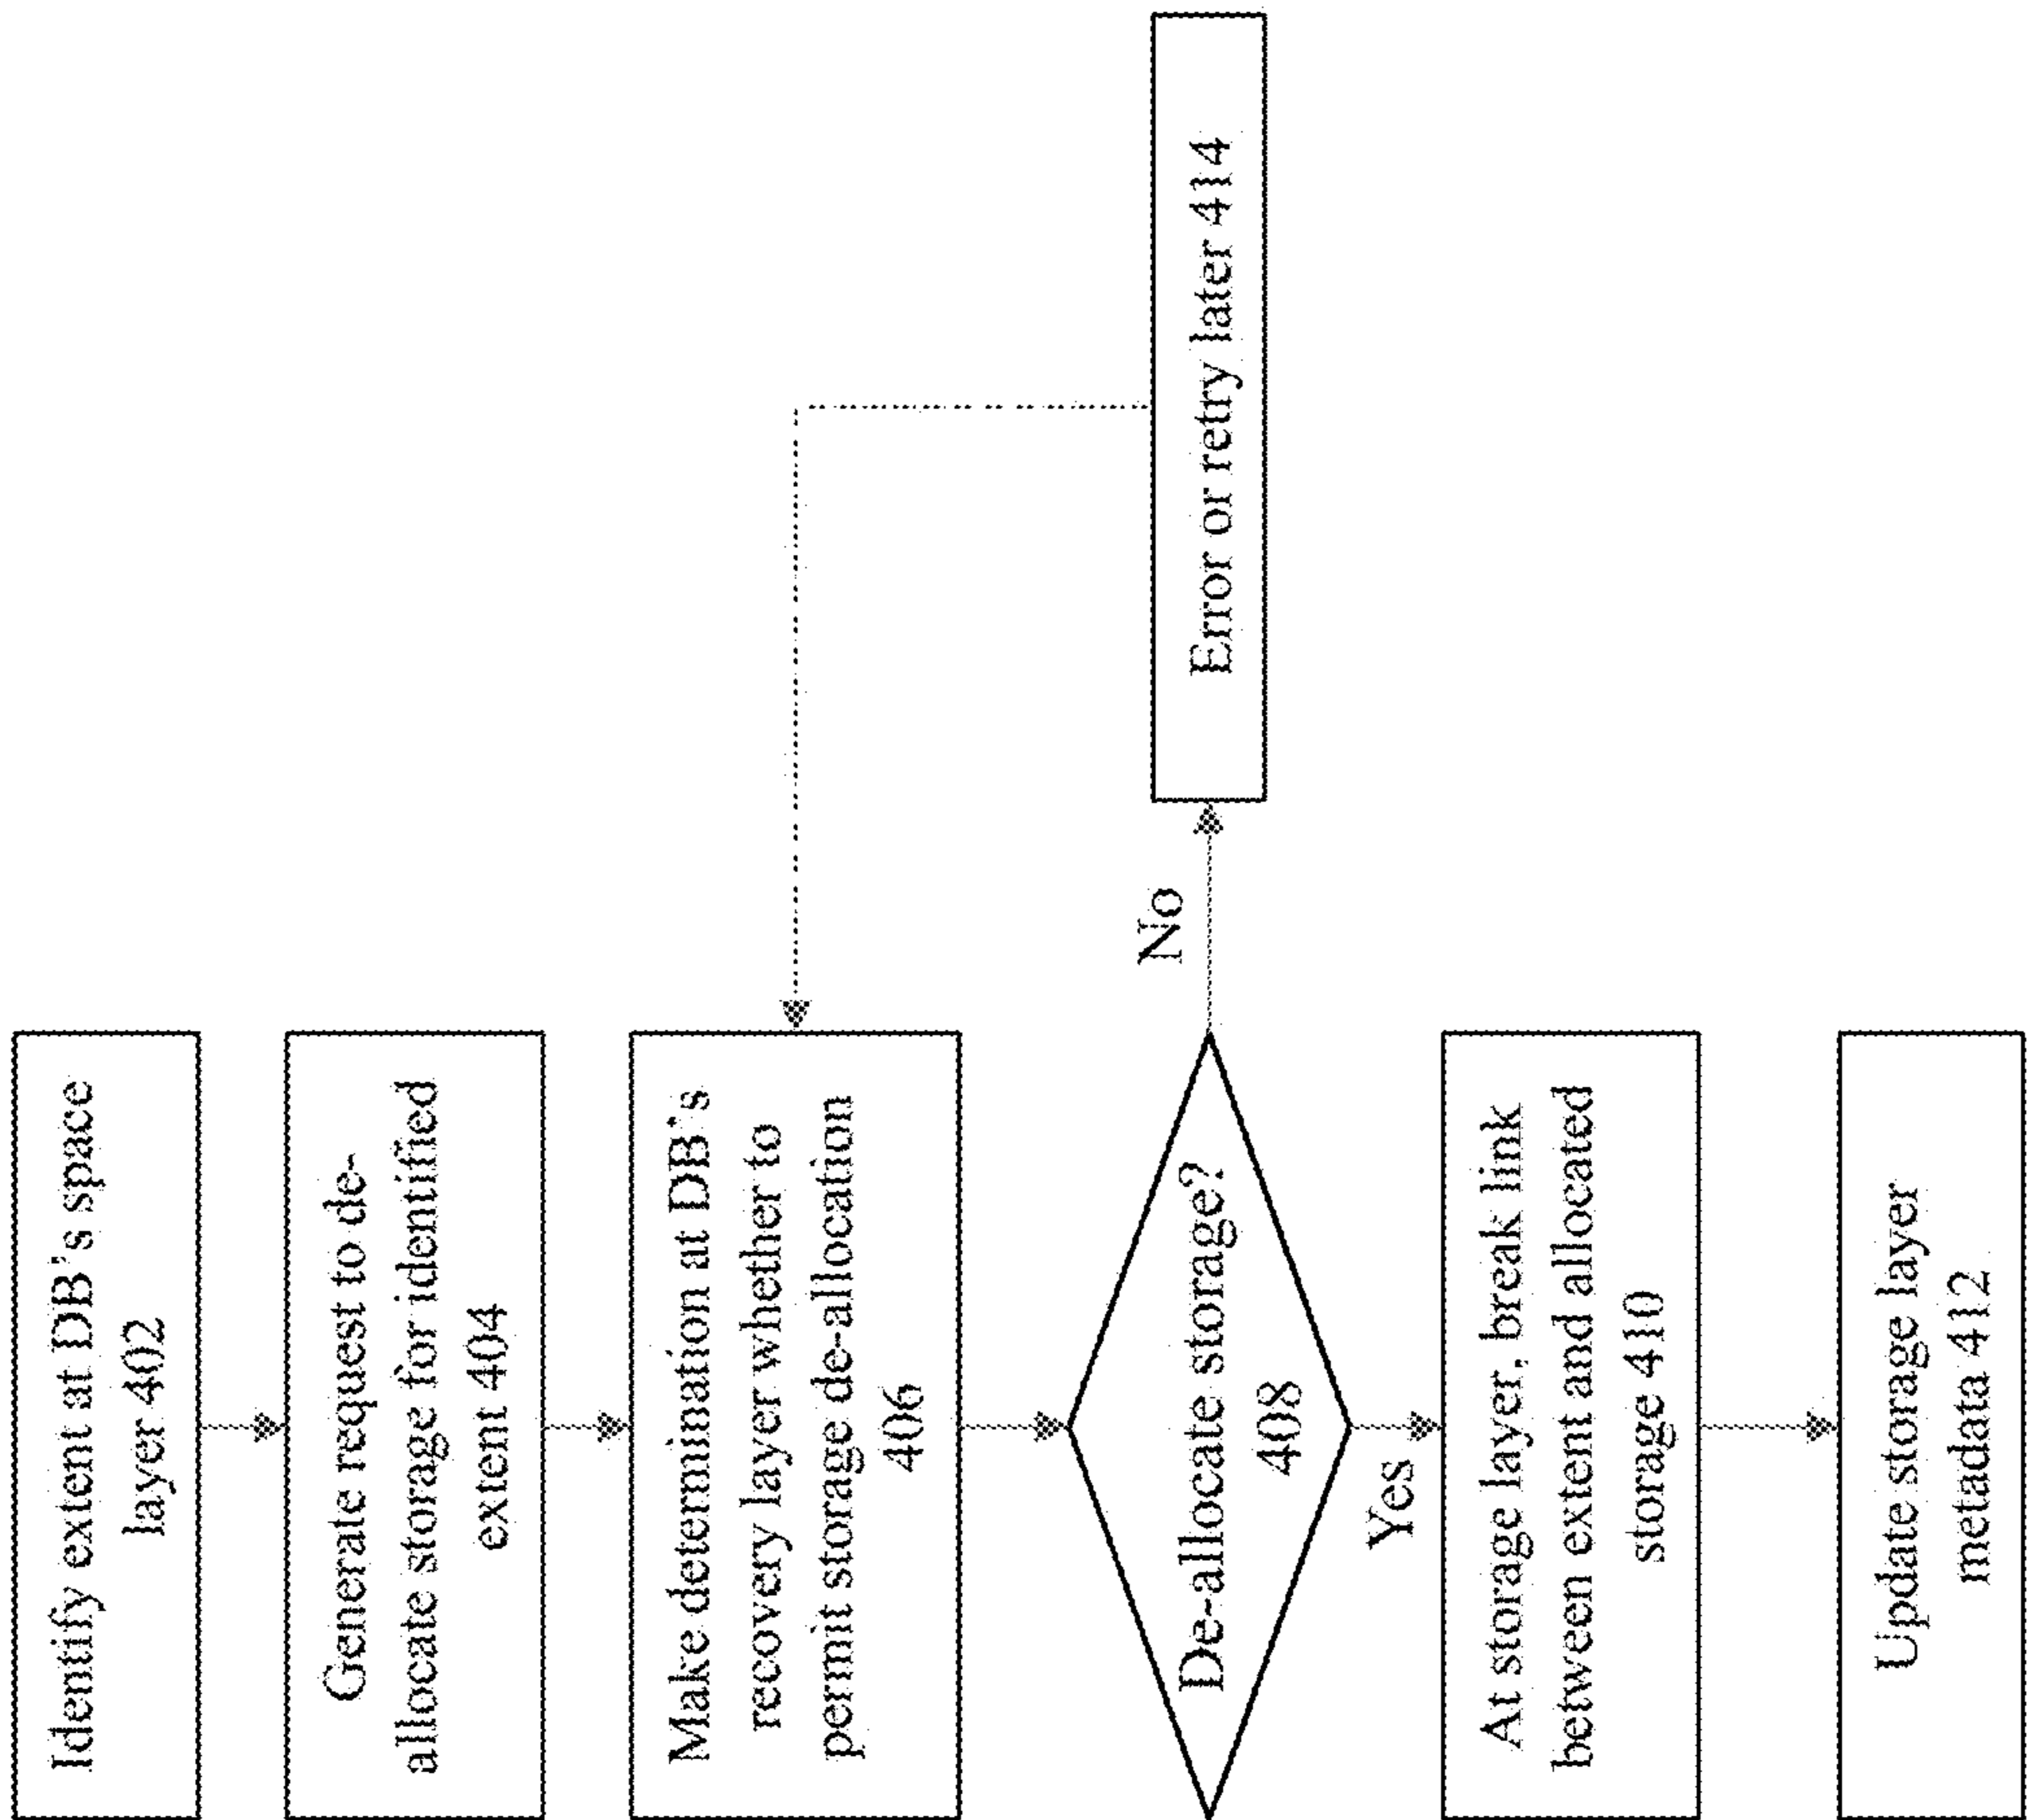 Identify extent at DB's space
layer 402
Generate request to de-
allocate storage for identified
extent 404
Make determination at DB's
recovery layer whether to
permit storage de-allocation
406
De-allocate storage?
408
No
Error or retry later 414
Yes
At storage layer, break link
between extent and allocated
storage 410
Update storage layer
metadata 412